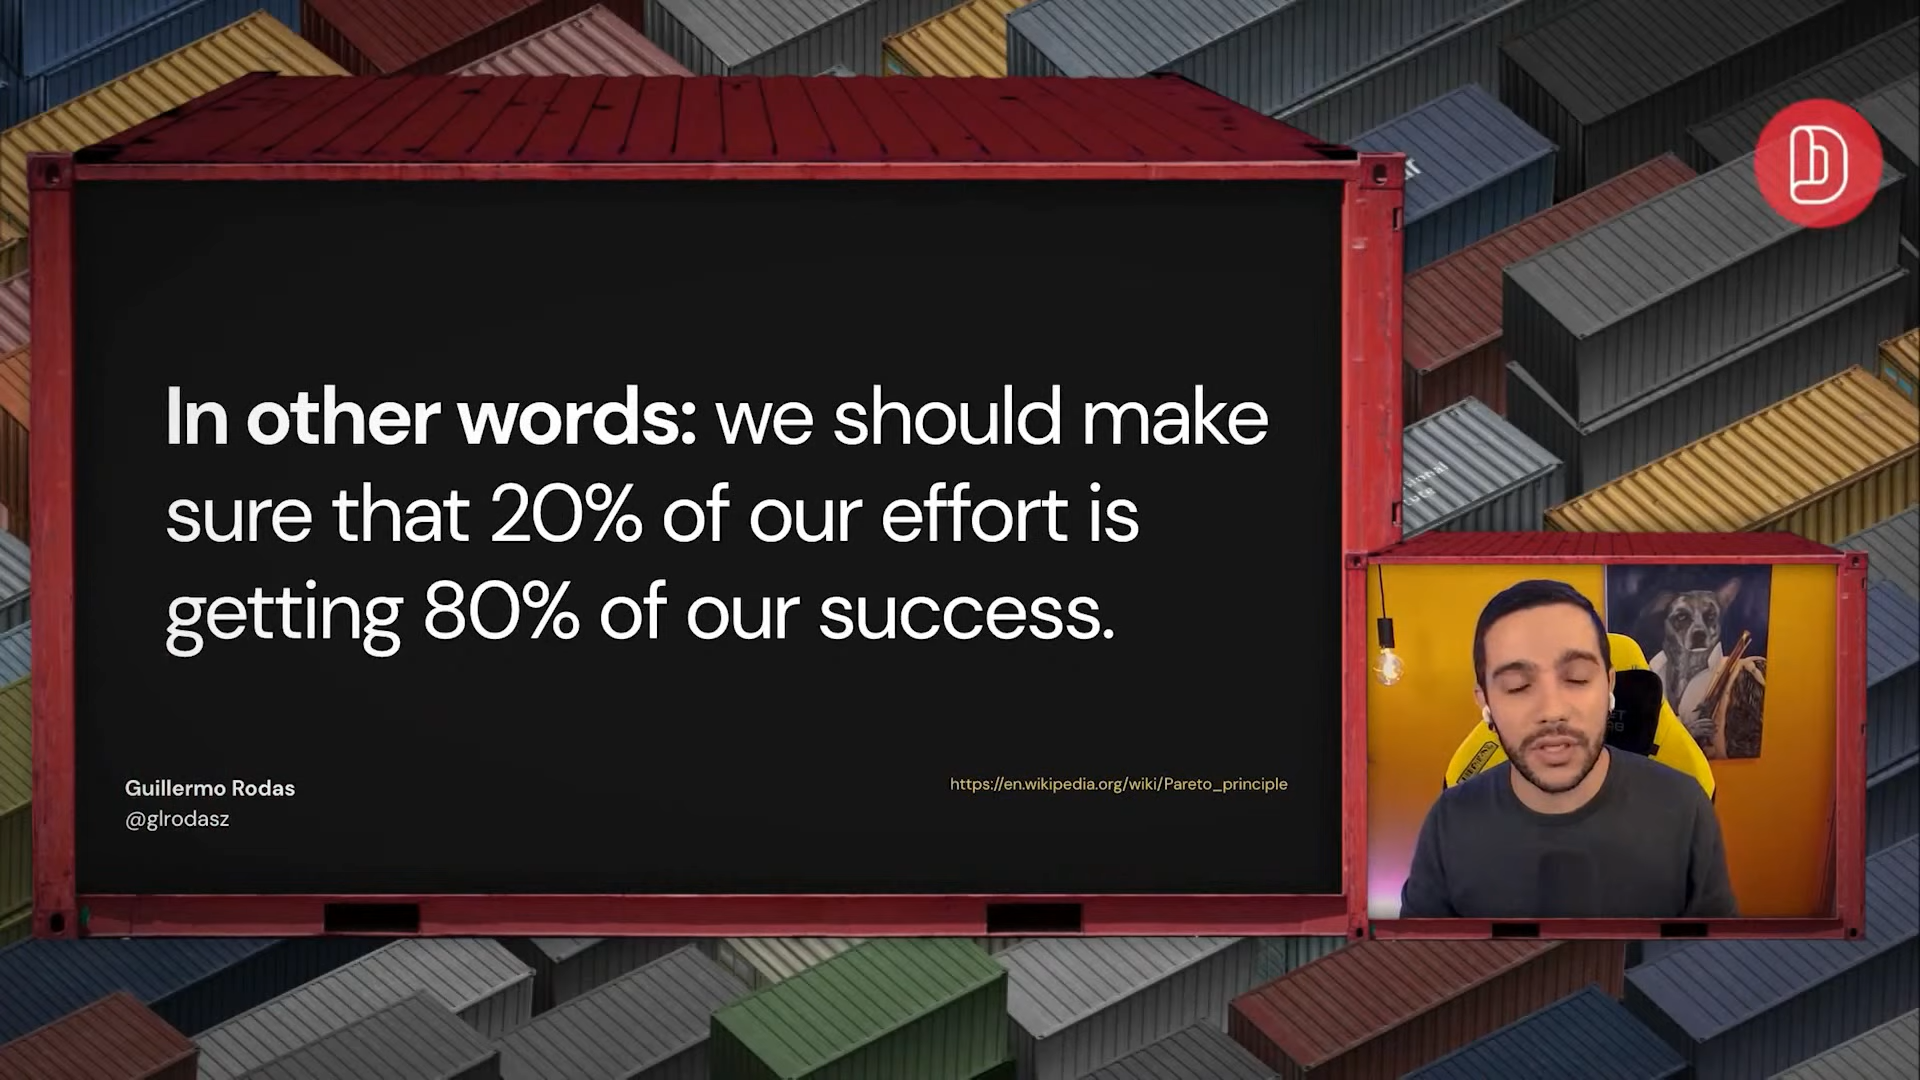 In other words: we should make
sure that 20% of our effort is
getting 80% of our success.
Guillermo Rodas
@glrodasz
https://en.wikipedia.org/wiki/Pareto_principle